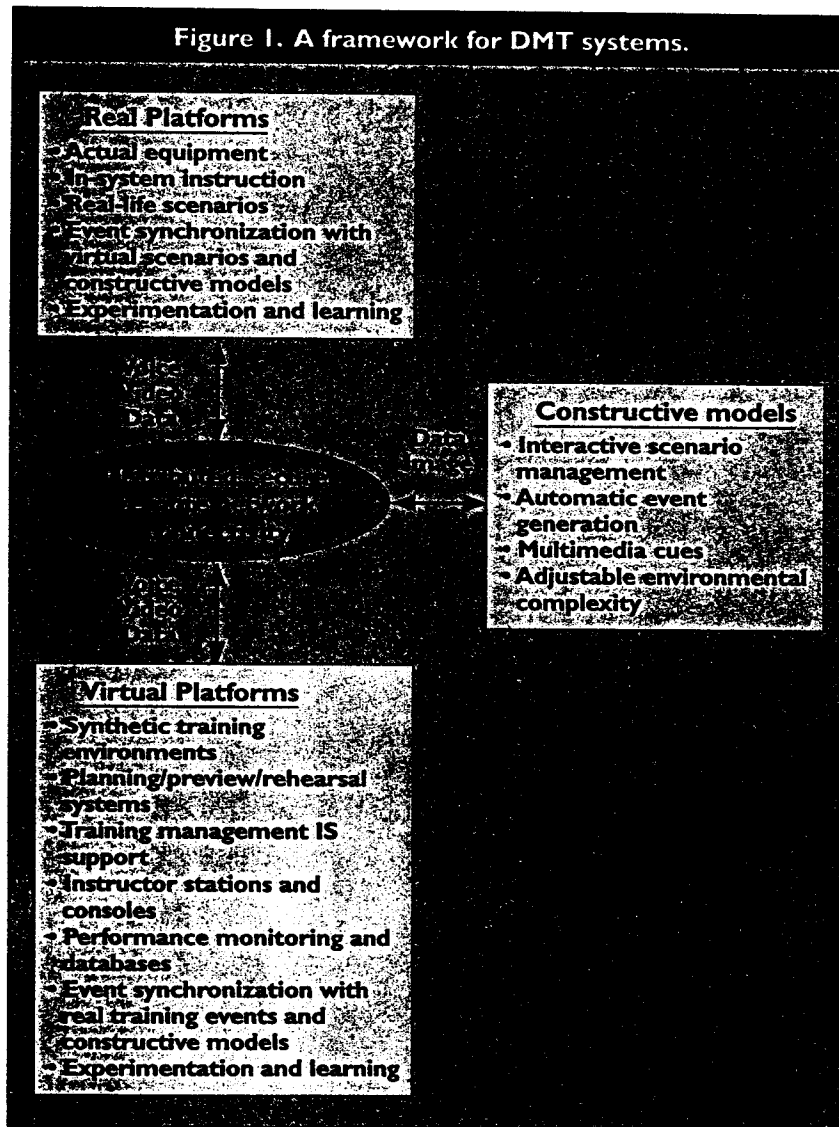 Figure 1. A framework for DMT systems.
Real Platforms
• Actual equipment
• In-system instruction
• Real-life scenarios
• Event synchronization with
virtual scenarios and
constructive models
• Experimentation and learning
Voice
Video
Data
Data
Constructive models
• Interactive scenario
management
• Automatic event
generation
• Multimedia cues
• Adjustable environmental
complexity
network
Voice
Video
Data
Virtual Platforms
• Synthetic training
environments
• Planning/preview/rehearsal
systems
• Training management IS
support
• Instructor stations and
consoles
• Performance monitoring and
databases
• Event synchronization with
real training events and
constructive models
• Experimentation and learning